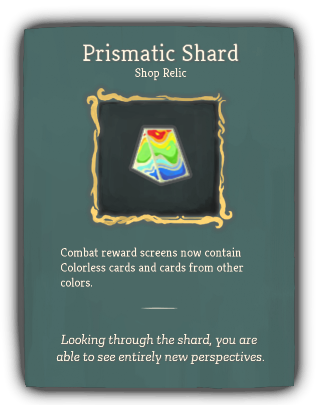 Prismatic Shard
Shop Relic
Combat reward screens now contain
Colorless cards and cards from other
colors.
Looking through the shard, you are
able to see entirely new perspectives.